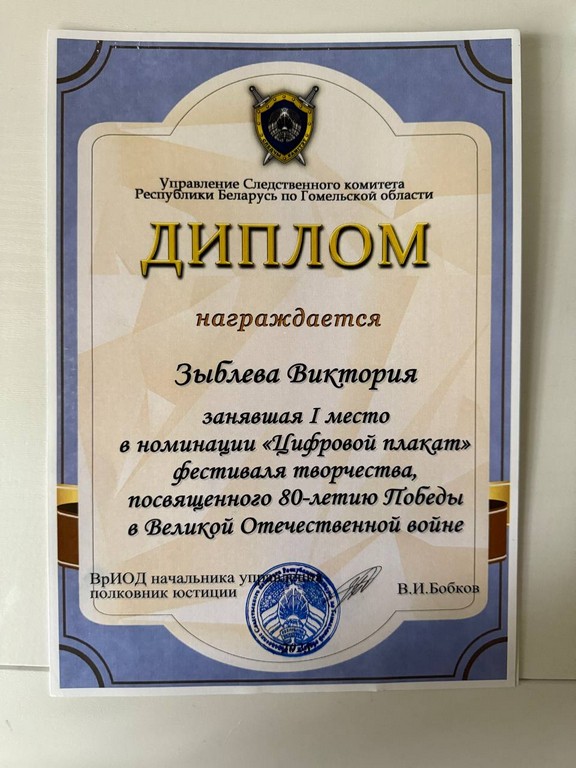 Управление Следственного комитета
Республики Беларусь по Гомельской области
ДИПЛОМ
награждается
Зыблева Виктория
занявшая I место
в номинации «Цифровой плакат»
фестиваля творчества,
посвященного 80-летию Победы
в Великой Отечественной войне
ВрИОД начальника управления
полковник юстиции
В.И.Бобков